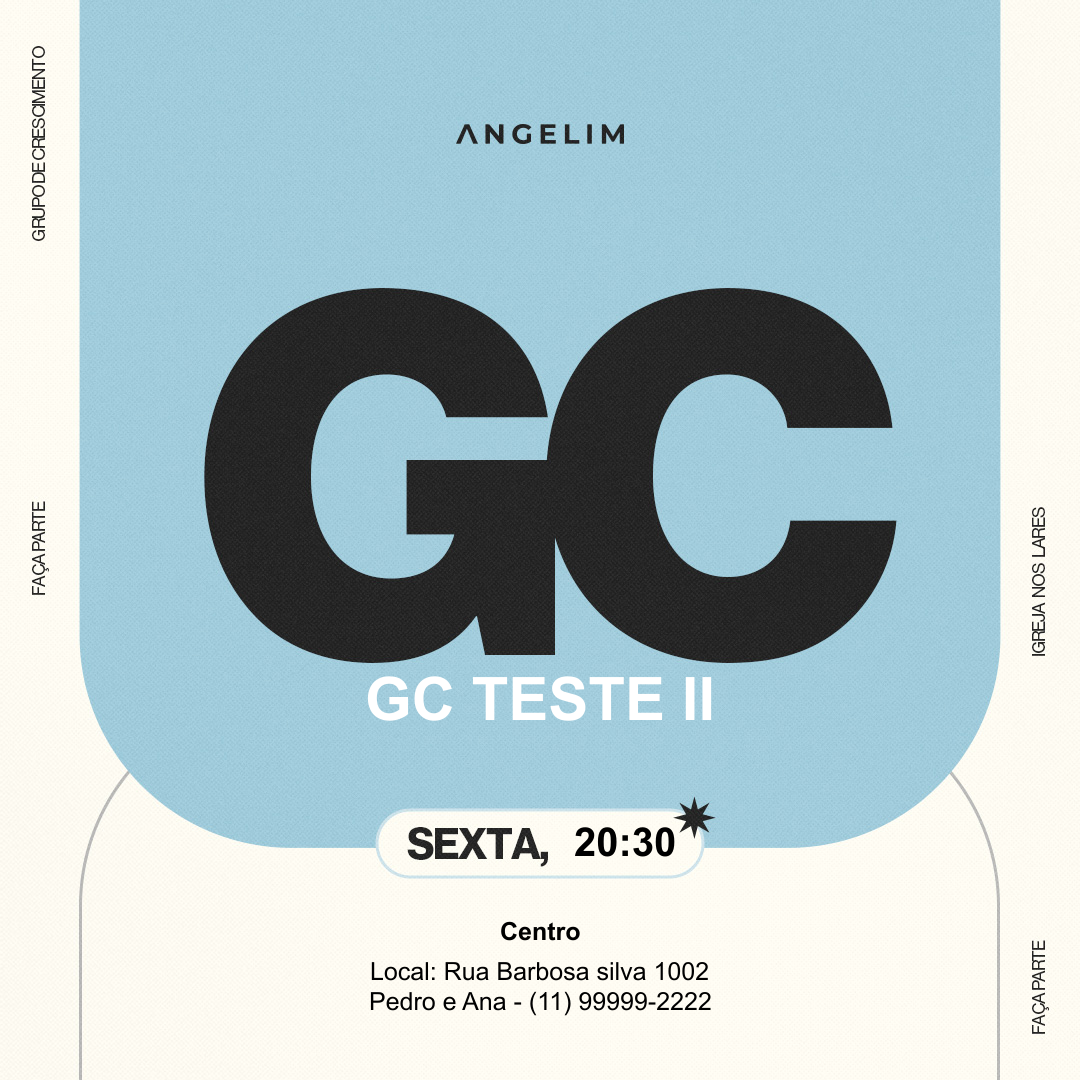 GRUPO DE CRESCIMENTO
FAÇA PARTE
ANGELIM
GC
GC TESTE II
SEXTA, 20:30
Centro
Local: Rua Barbosa silva 1002
Pedro e Ana - (11) 99999-2222
IGREJA NOS LARES
FAÇA PARTE